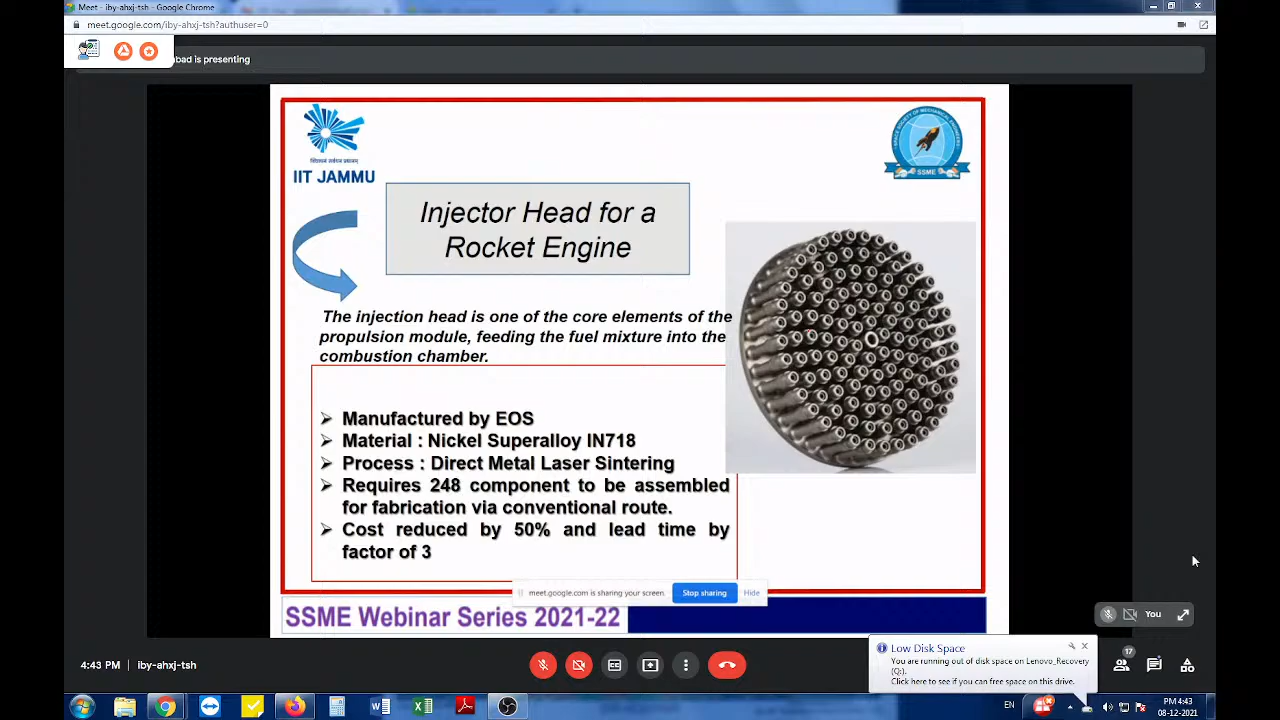 Meet - iby-ahxj-tsh - Google Chrome
meet.google.com/iby-ahxj-tsh?authuser=0
bad is presenting
IIT JAMMU
SPACE SOCIETY OF MECHANICAL ENGINEERS
SSME
Injector Head for a
Rocket Engine
The injection head is one of the core elements of the
propulsion module, feeding the fuel mixture into the
combustion chamber.
Manufactured by EOS
Material : Nickel Superalloy IN718
Process : Direct Metal Laser Sintering
Requires 248 component to be assembled
for fabrication via conventional route.
Cost reduced by 50% and lead time by
factor of 3
meet.google.com is sharing your screen.
Stop sharing
Hide
SSME Webinar Series 2021-22
You
Low Disk Space
You are running out of disk space on Lenovo_Recovery
(Q:).
Click here to see if you can free space on this drive.
4:43 PM | iby-ahxj-tsh
17
EN
PM 4:43
08-12-2021